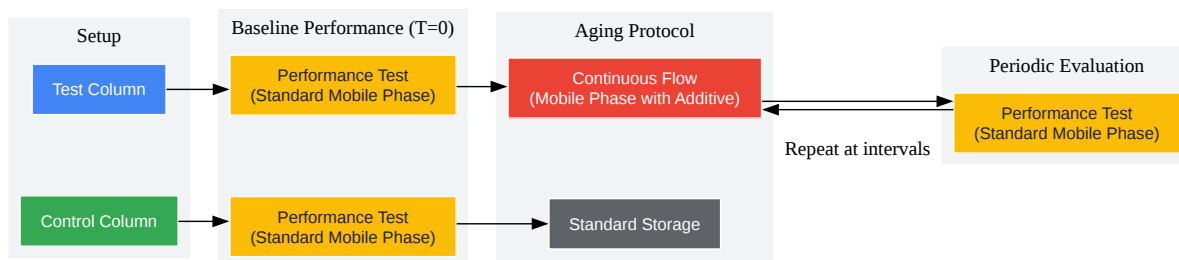 Setup
Baseline Performance (T=0)
Aging Protocol
Periodic Evaluation
Test Column
Performance Test
(Standard Mobile Phase)
Continuous Flow
(Mobile Phase with Additive)
Performance Test
(Standard Mobile Phase)
Repeat at intervals
Control Column
Performance Test
(Standard Mobile Phase)
Standard Storage